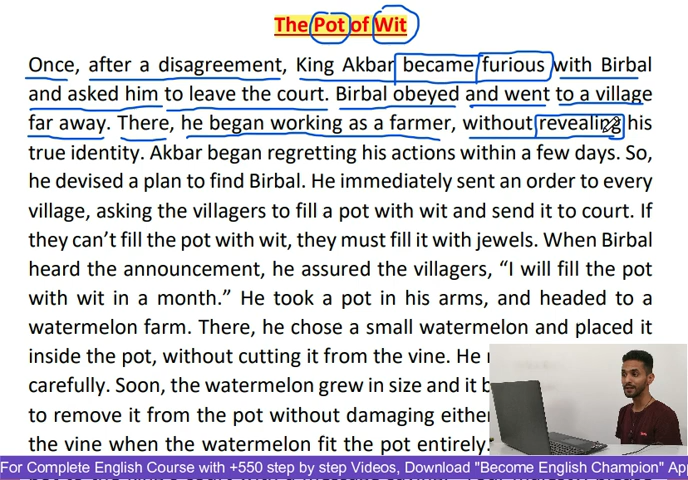 The Pot of Wit
Once, after a disagreement, King Akbar became furious with Birbal
and asked him to leave the court. Birbal obeyed and went to a village
far away. There, he began working as a farmer, without revealing his
true identity. Akbar began regretting his actions within a few days. So,
he devised a plan to find Birbal. He immediately sent an order to every
village, asking the villagers to fill a pot with wit and send it to court. If
they can’t fill the pot with wit, they must fill it with jewels. When Birbal
heard the announcement, he assured the villagers, “I will fill the pot
with wit in a month.” He took a pot in his arms, and headed to a
watermelon farm. There, he chose a small watermelon and placed it
inside the pot, without cutting it from the vine. He
carefully. Soon, the watermelon grew in size and it
to remove it from the pot without damaging
the vine when the watermelon fit the pot entirely.
For Complete English Course with +550 step by step Videos, Download "Become English Champion" Ap